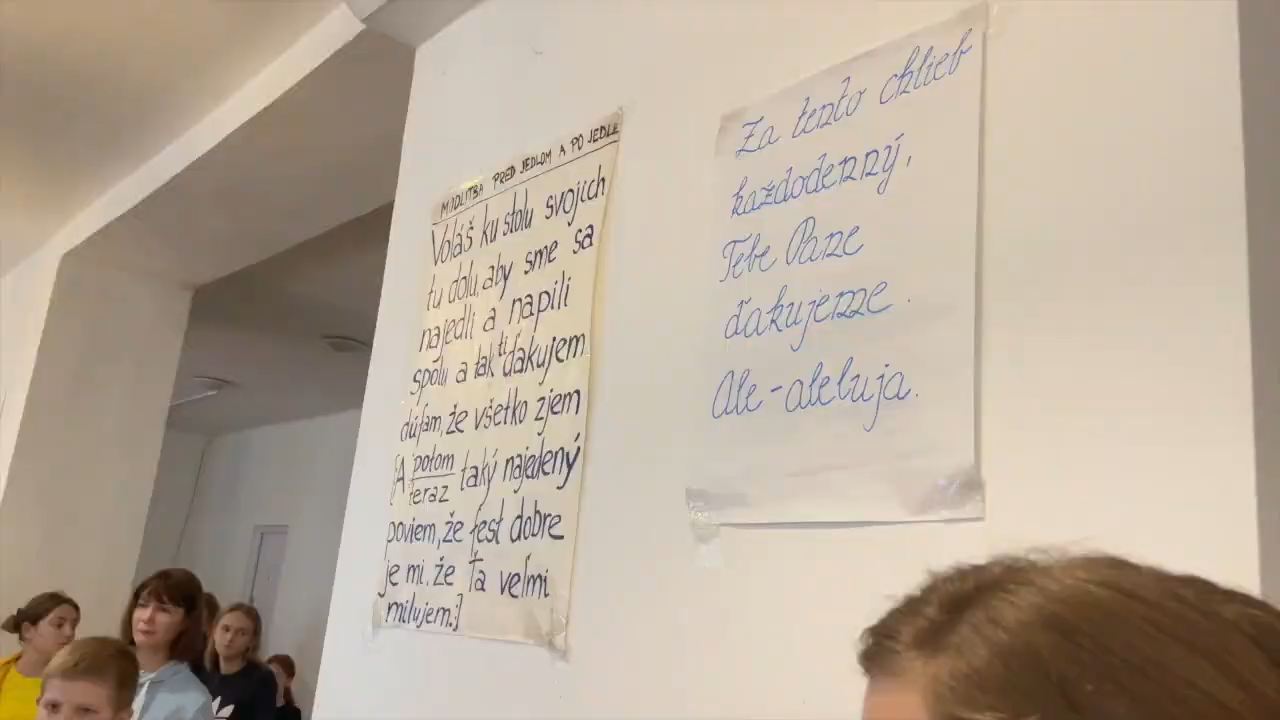 MODLITBA PRED JEDLOM A PO JEDLE
Voláš ku stolu svojich
tu dolu, aby sme sa
najedli a napili
spolu a tak ti ďakujem
dúfam, že všetko zjem
[A potom
teraz taký najedený
poviem, že fest dobre
je mi, že Ťa veľmi
milujem:]
Za tento chlieb
každodenný,
Tebe Pane
ďakujeme.
Ale-aleluja.